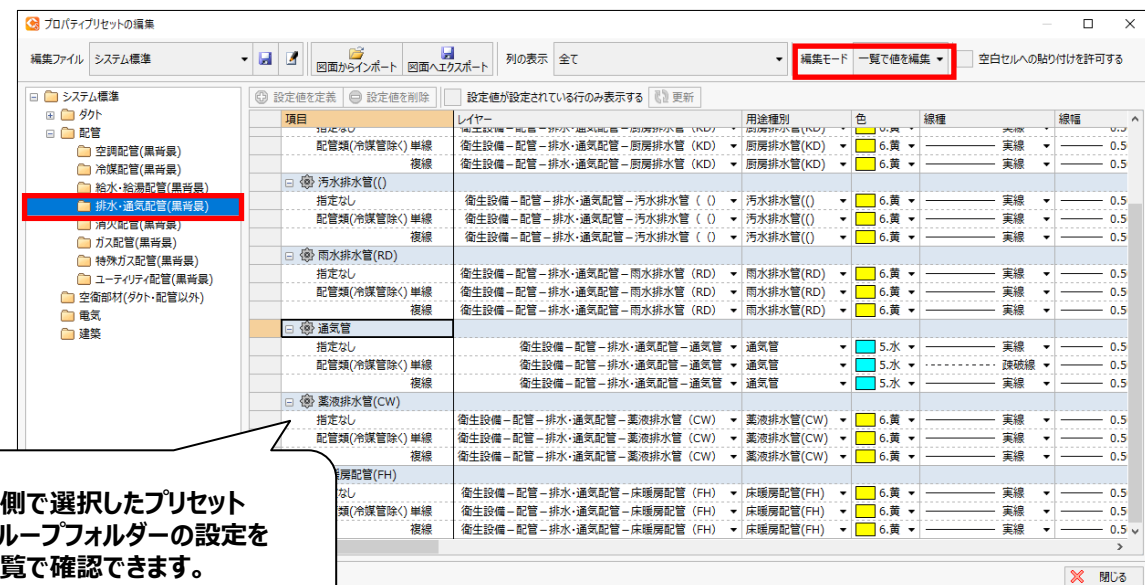 プロパティプリセットの編集
編集ファイル システム標準 図面からインポート 図面へエクスポート 列の表示 全て 編集モード 一覧で値を編集 空白セルへの貼り付けを許可する
システム標準
ダクト
配管
空調配管(黒背景)
冷媒配管(黒背景)
給水・給湯配管(黒背景)
排水・通気配管(黒背景)
消火配管(黒背景)
ガス配管(黒背景)
特殊ガス配管(黒背景)
ユーティリティ配管(黒背景)
空衛部材(ダクト・配管以外)
電気
建築
設定値を定義 設定値を削除 設定値が設定されている行のみ表示する 更新
項目 レイヤー 用途種別 色 線種 線幅
指定なし 衛生設備-配管-排水・通気配管-厨房排水管(KD) 厨房排水管(KD) 6.黄 実線 0.5
配管類(冷媒管除く) 単線 衛生設備-配管-排水・通気配管-厨房排水管(KD) 厨房排水管(KD) 6.黄 実線 0.5
複線 衛生設備-配管-排水・通気配管-厨房排水管(KD) 厨房排水管(KD) 6.黄 実線 0.5
汚水排水管(()
指定なし 衛生設備-配管-排水・通気配管-汚水排水管(() 汚水排水管(() 6.黄 実線 0.5
配管類(冷媒管除く) 単線 衛生設備-配管-排水・通気配管-汚水排水管(() 汚水排水管(() 6.黄 実線 0.5
複線 衛生設備-配管-排水・通気配管-汚水排水管(() 汚水排水管(() 6.黄 実線 0.5
雨水排水管(RD)
指定なし 衛生設備-配管-排水・通気配管-雨水排水管(RD) 雨水排水管(RD) 6.黄 実線 0.5
配管類(冷媒管除く) 単線 衛生設備-配管-排水・通気配管-雨水排水管(RD) 雨水排水管(RD) 6.黄 実線 0.5
複線 衛生設備-配管-排水・通気配管-雨水排水管(RD) 雨水排水管(RD) 6.黄 実線 0.5
通気管
指定なし 衛生設備-配管-排水・通気配管-通気管 通気管 5.水 実線 0.5
配管類(冷媒管除く) 単線 衛生設備-配管-排水・通気配管-通気管 通気管 5.水 疎破線 0.5
複線 衛生設備-配管-排水・通気配管-通気管 通気管 5.水 実線 0.5
薬液排水管(CW)
指定なし 衛生設備-配管-排水・通気配管-薬液排水管(CW) 薬液排水管(CW) 6.黄 実線 0.5
配管類(冷媒管除く) 単線 衛生設備-配管-排水・通気配管-薬液排水管(CW) 薬液排水管(CW) 6.黄 実線 0.5
複線 衛生設備-配管-排水・通気配管-薬液排水管(CW) 薬液排水管(CW) 6.黄 実線 0.5
房配管(FH)
なし 衛生設備-配管-排水・通気配管-床暖房配管(FH) 床暖房配管(FH) 6.黄 実線 0.5
類(冷媒管除く) 単線 衛生設備-配管-排水・通気配管-床暖房配管(FH) 床暖房配管(FH) 6.黄 実線 0.5
複線 衛生設備-配管-排水・通気配管-床暖房配管(FH) 床暖房配管(FH) 6.黄 実線 0.5
側で選択したプリセット
ループフォルダーの設定を
覧で確認できます。
閉じる